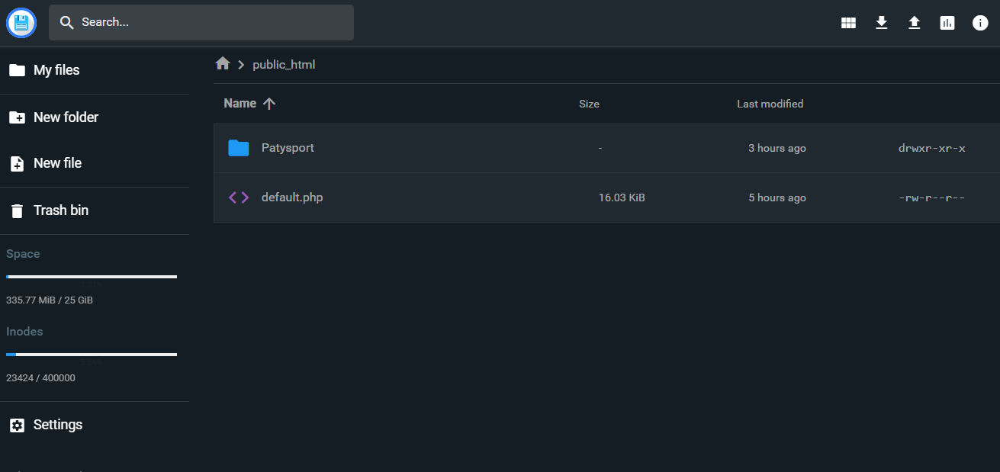 Search...
public_html
My files
Name Size Last modified
New folder
Patysport - 3 hours ago drwxr-xr-x
New file
default.php 16.03 KiB 5 hours ago -rw-r--r--
Trash bin
Space
335.77 MiB / 25 GiB
Inodes
23424 / 400000
Settings